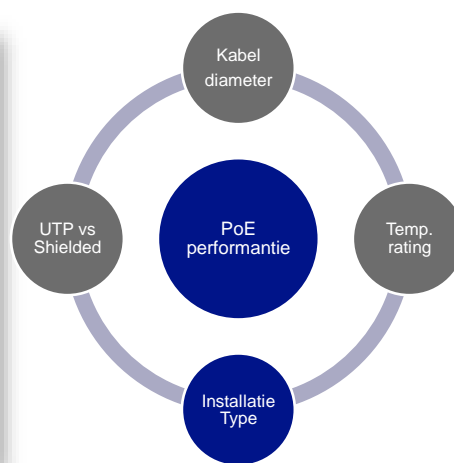 Kabel
diameter
UTP vs
Shielded
PoE
performantie
Temp.
rating
Installatie
Type